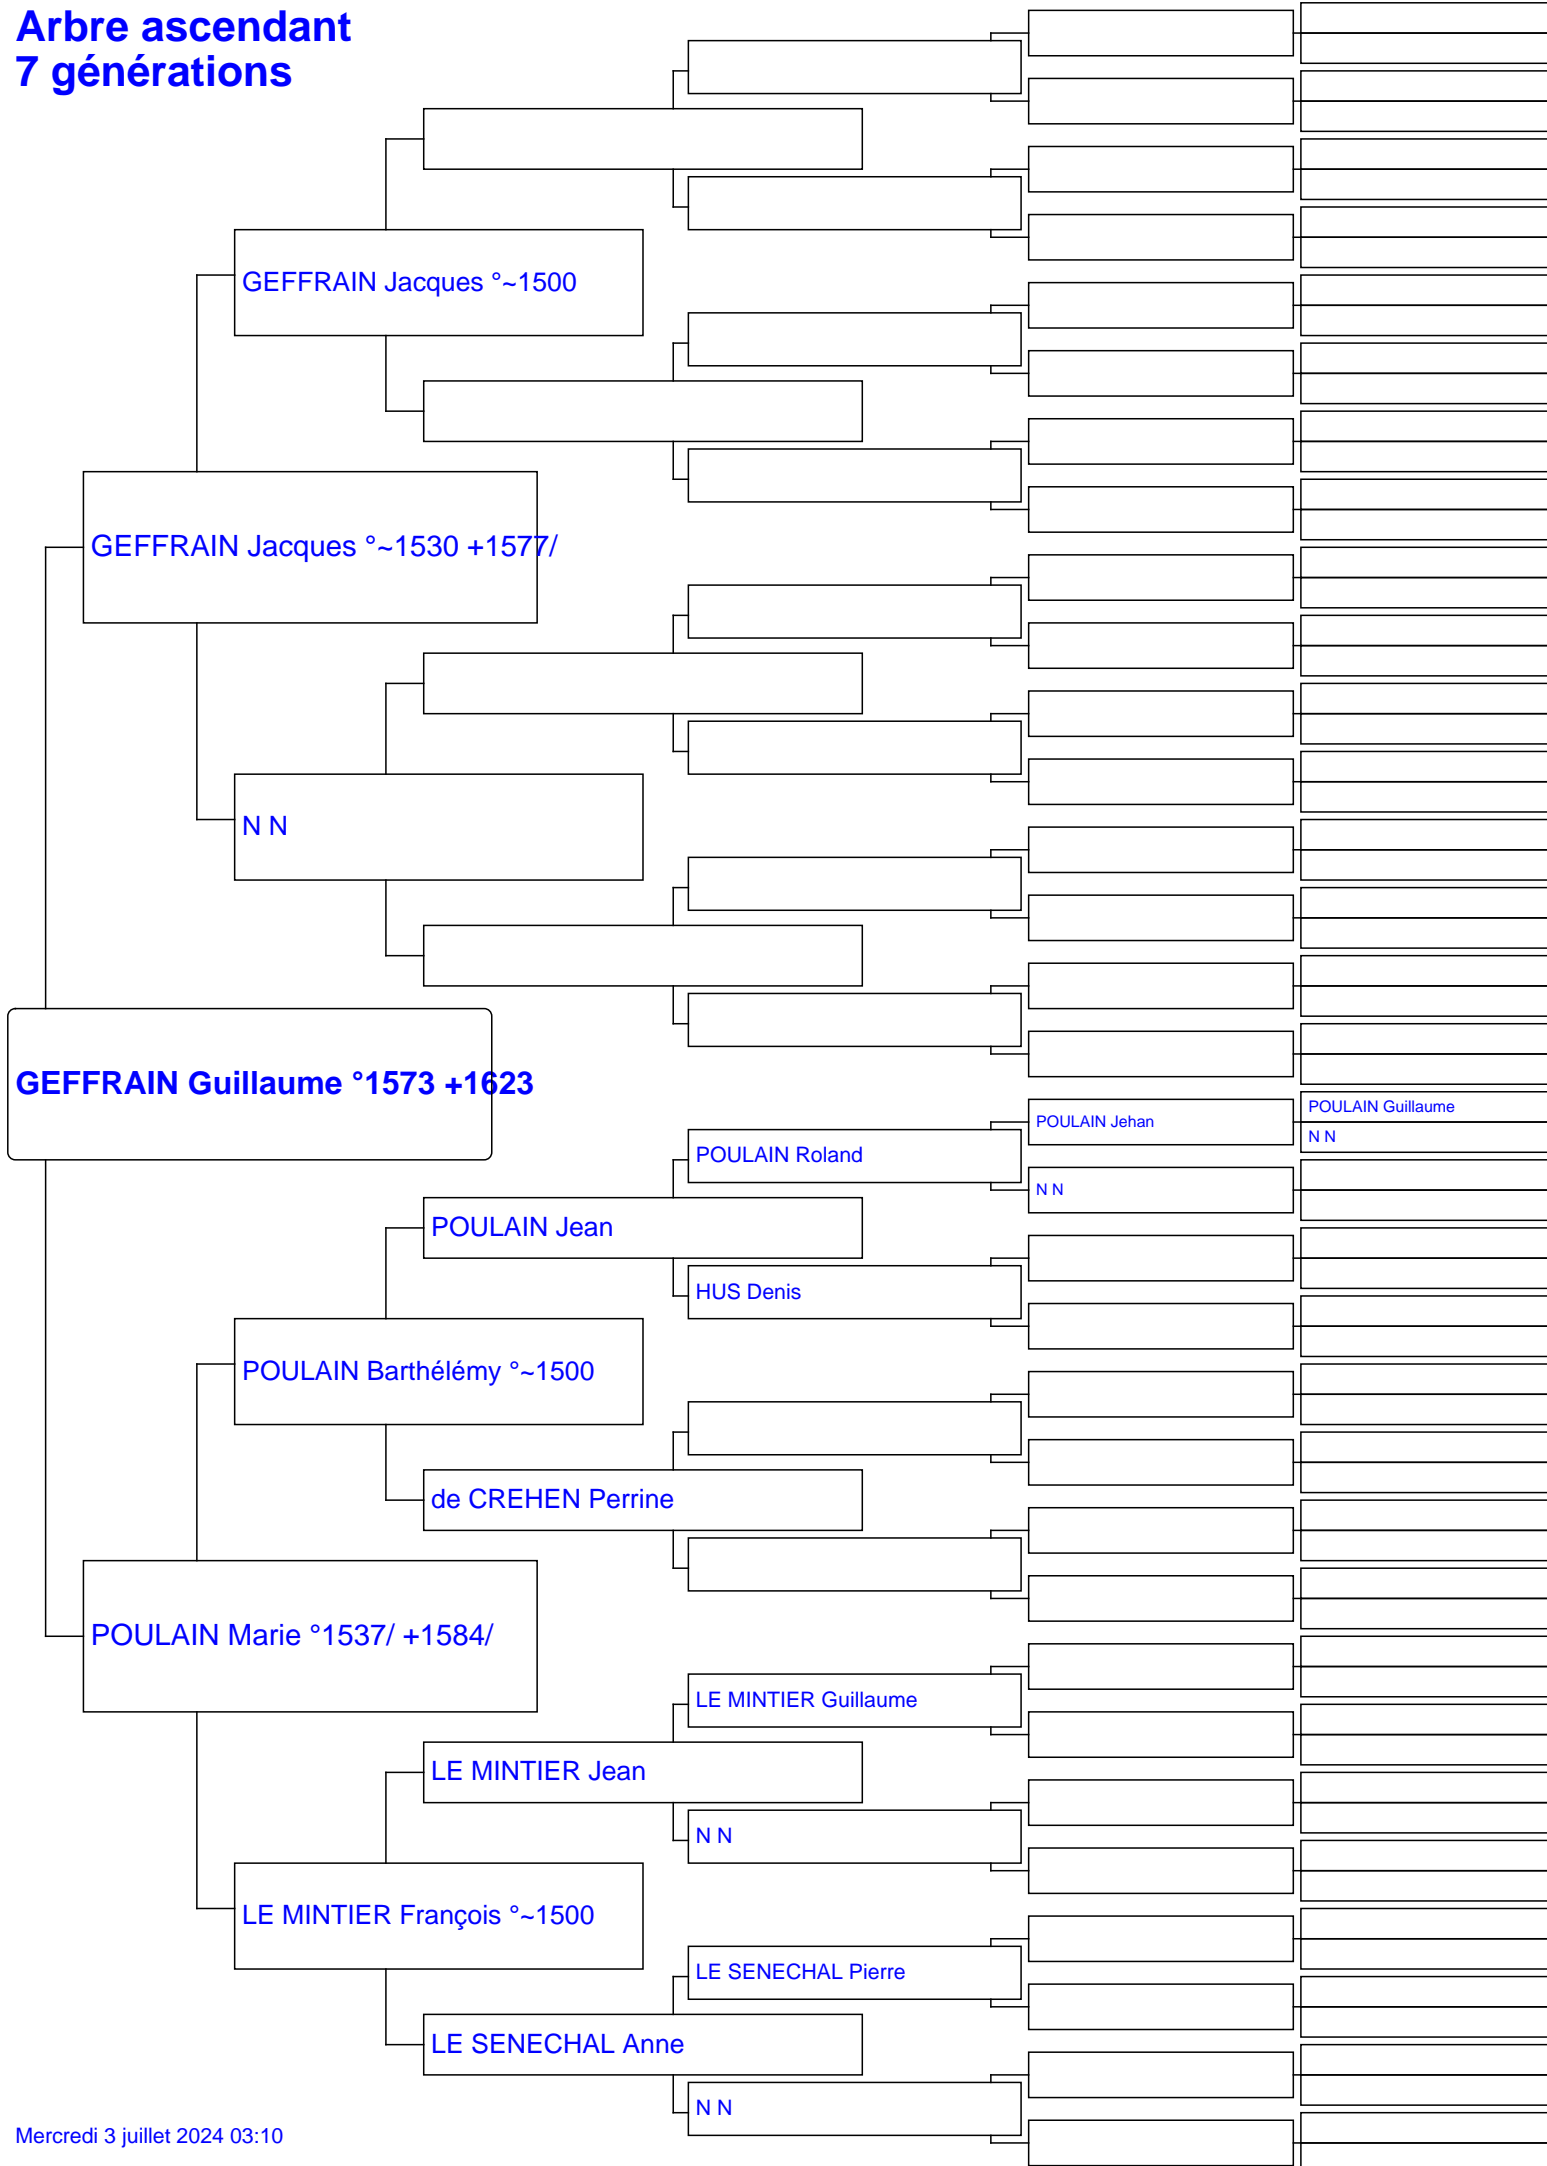 Arbre ascendant
7 générations
GEFFRAIN Jacques °~1500
GEFFRAIN Jacques °~1530 +1577/
N N
GEFFRAIN Guillaume °1573 +1623
POULAIN Jehan
POULAIN Guillaume
N N
POULAIN Roland
N N
POULAIN Jean
HUS Denis
POULAIN Barthélémy °~1500
de CREHEN Perrine
POULAIN Marie °1537/ +1584/
LE MINTIER Guillaume
LE MINTIER Jean
N N
LE MINTIER François °~1500
LE SENECHAL Pierre
LE SENECHAL Anne
N N
Mercredi 3 juillet 2024 03:10